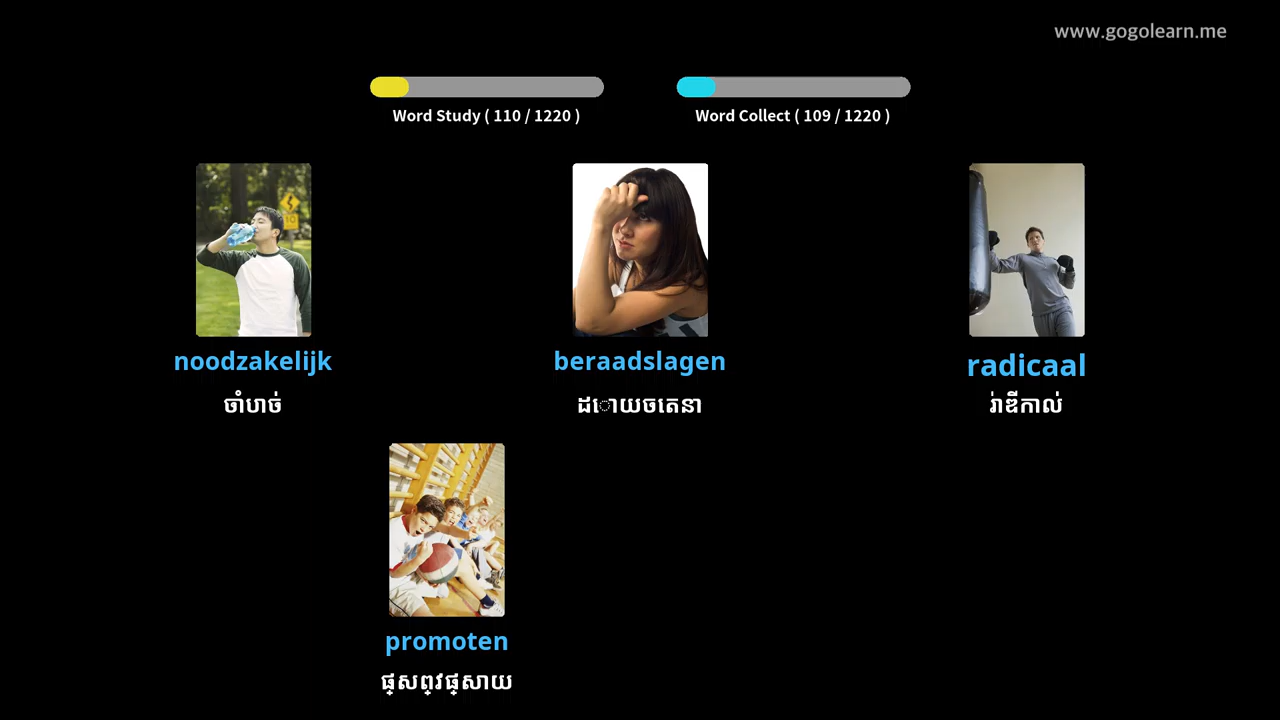 www.gogolearn.me
Word Study ( 110 / 1220 )
Word Collect ( 109 / 1220 )
noodzakelijk
ចាំបាច់
beraadslagen
ដោយចេតនា
radicaal
រ៉ាឌីកាល់
promoten
ផ្សព្វផ្សាយ